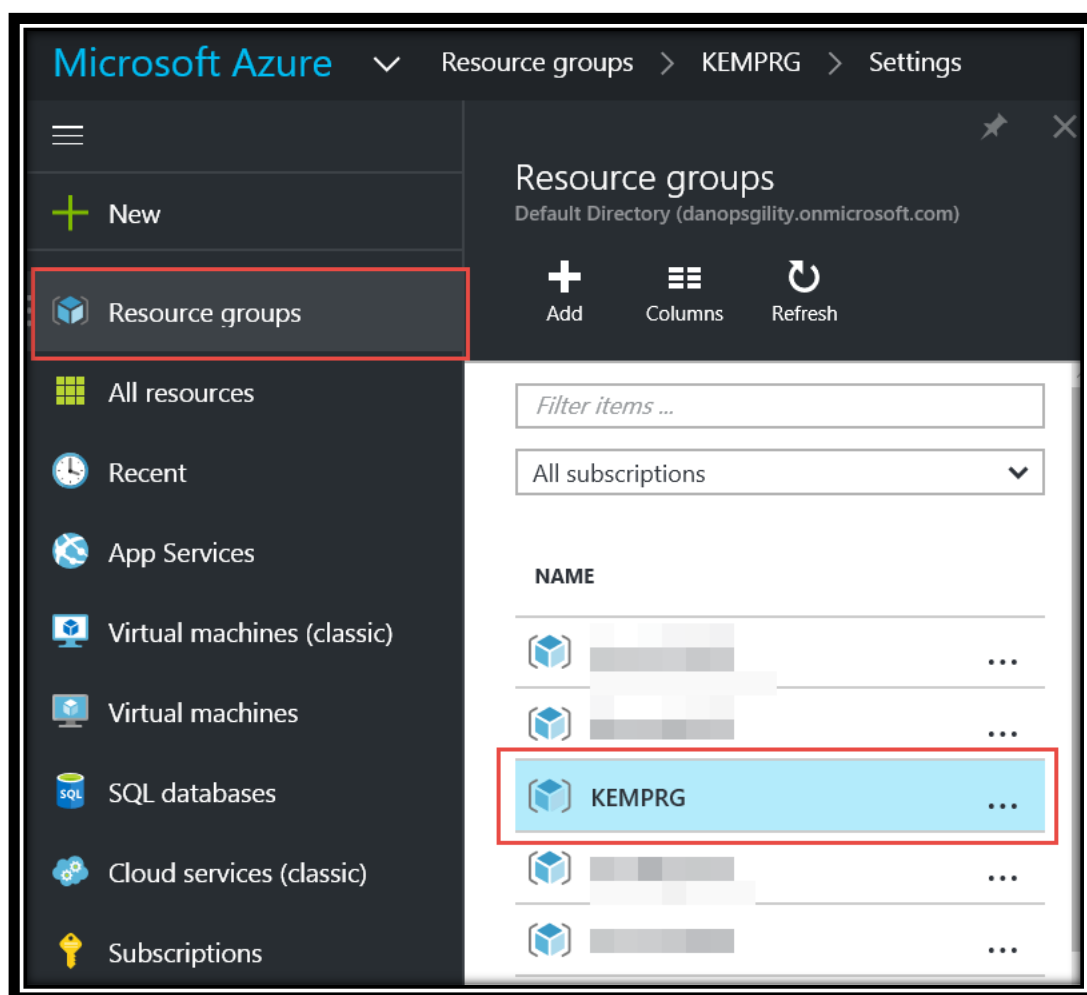 Microsoft Azure Resource groups > KEMPRG > Settings
New
Resource groups
All resources
Recent
App Services
Virtual machines (classic)
Virtual machines
SQL
SQL databases
Cloud services (classic)
Subscriptions
Resource groups
Default Directory (danopsgility.onmicrosoft.com)
Add Columns Refresh
Filter items ...
All subscriptions
NAME
...
...
KEMPRG ...
...
...